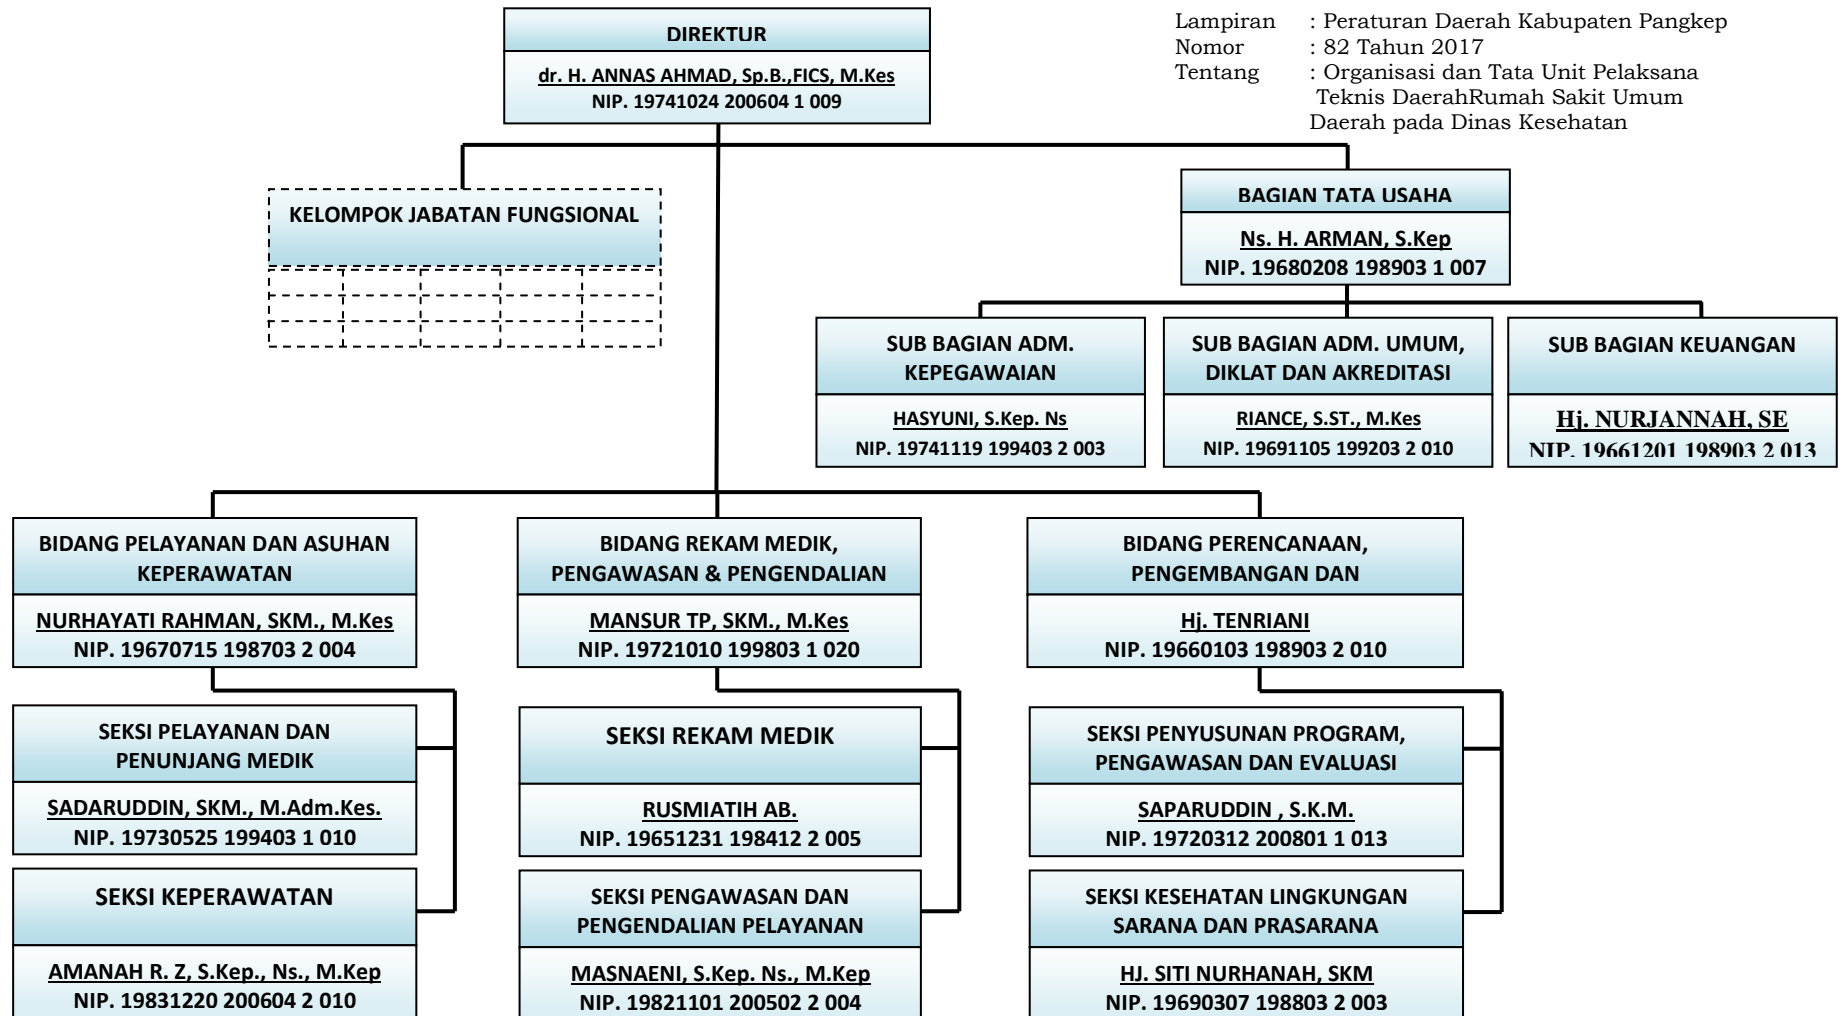 DIREKTUR
dr. H. ANNAS AHMAD, Sp.B.,FICS, M.Kes
NIP. 19741024 200604 1 009
Lampiran : Peraturan Daerah Kabupaten Pangkep
Nomor : 82 Tahun 2017
Tentang : Organisasi dan Tata Unit Pelaksana
Teknis DaerahRumah Sakit Umum
Daerah pada Dinas Kesehatan
KELOMPOK JABATAN FUNGSIONAL
BAGIAN TATA USAHA
Ns. H. ARMAN, S.Kep
NIP. 19680208 198903 1 007
SUB BAGIAN ADM.
KEPEGAWAIAN
HASYUNI, S.Kep. Ns
NIP. 19741119 199403 2 003
SUB BAGIAN ADM. UMUM,
DIKLAT DAN AKREDITASI
RIANCE, S.ST., M.Kes
NIP. 19691105 199203 2 010
SUB BAGIAN KEUANGAN
Hj. NURJANNAH, SE
NIP. 19661201 198903 2 013
BIDANG PELAYANAN DAN ASUHAN
KEPERAWATAN
NURHAYATI RAHMAN, SKM., M.Kes
NIP. 19670715 198703 2 004
BIDANG REKAM MEDIK,
PENGAWASAN & PENGENDALIAN
MANSUR TP, SKM., M.Kes
NIP. 19721010 199803 1 020
BIDANG PERENCANAAN,
PENGEMBANGAN DAN
Hj. TENRIANI
NIP. 19660103 198903 2 010
SEKSI PELAYANAN DAN
PENUNJANG MEDIK
SADARUDDIN, SKM., M.Adm.Kes.
NIP. 19730525 199403 1 010
SEKSI REKAM MEDIK
RUSMIATIH AB.
NIP. 19651231 198412 2 005
SEKSI PENYUSUNAN PROGRAM,
PENGAWASAN DAN EVALUASI
SAPARUDDIN , S.K.M.
NIP. 19720312 200801 1 013
SEKSI KEPERAWATAN
AMANAH R. Z, S.Kep., Ns., M.Kep
NIP. 19831220 200604 2 010
SEKSI PENGAWASAN DAN
PENGENDALIAN PELAYANAN
MASNAENI, S.Kep. Ns., M.Kep
NIP. 19821101 200502 2 004
SEKSI KESEHATAN LINGKUNGAN
SARANA DAN PRASARANA
HJ. SITI NURHANAH, SKM
NIP. 19690307 198803 2 003